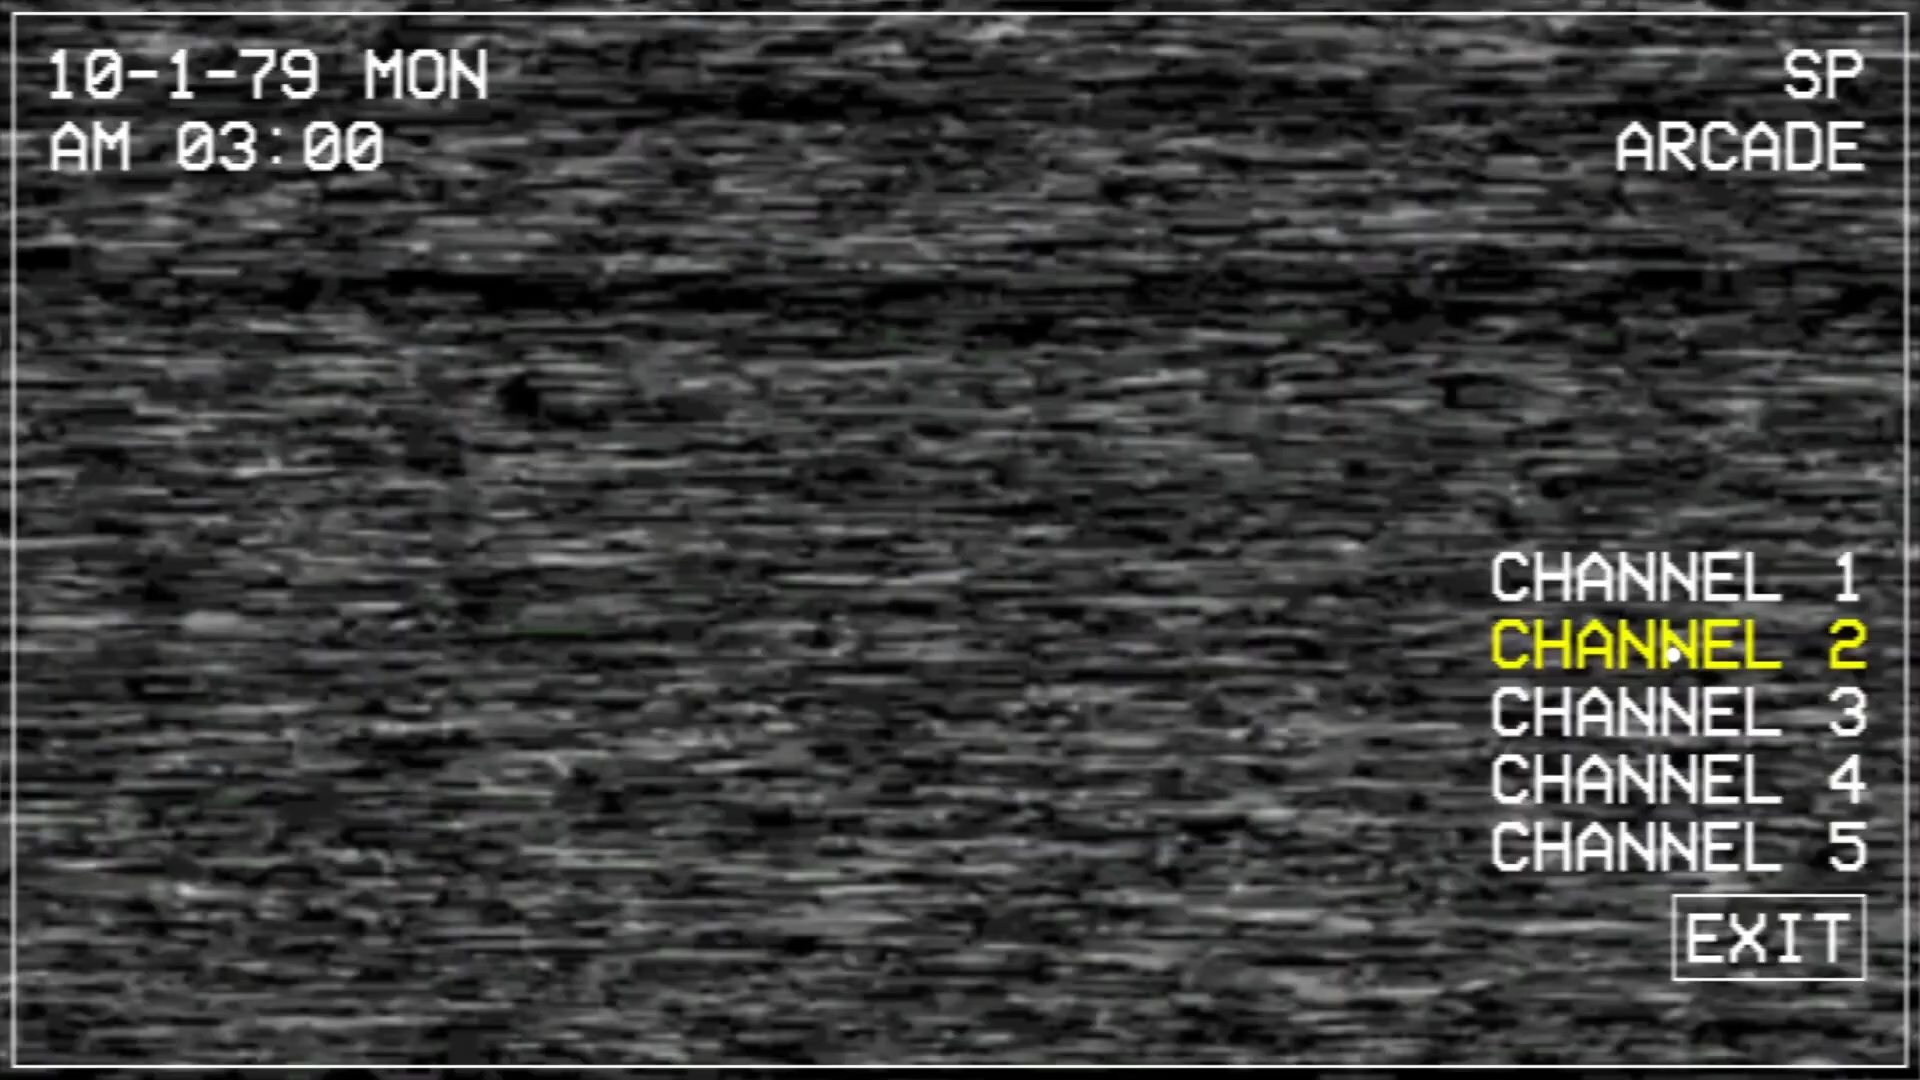 10-1-79 MON
AM 03:00
SP
ARCADE
CHANNEL 1
CHANNEL 2
CHANNEL 3
CHANNEL 4
CHANNEL 5
EXIT